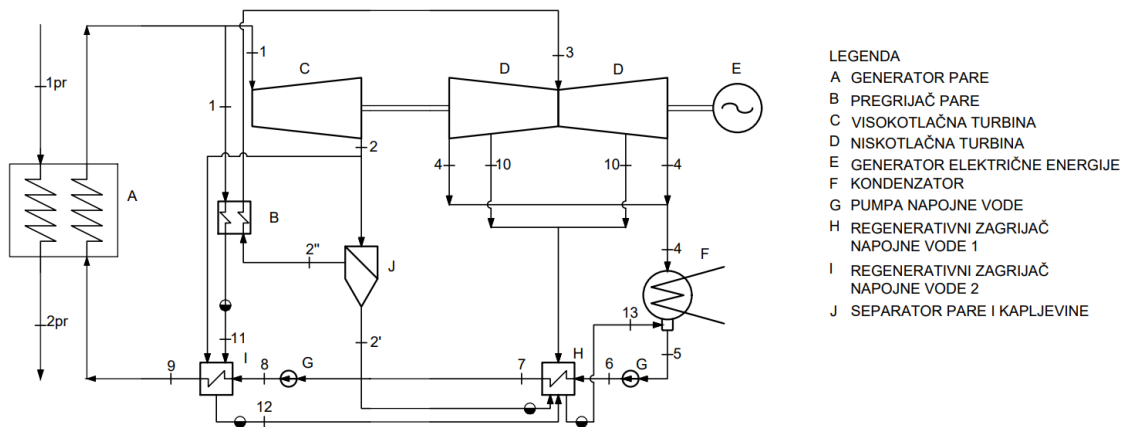 3
1
C
D
D
E
1pr
1
2
4
10
10
4
A
B
2"
J
4
F
13
2pr
11
2'
5
9
I
8
G
7
H
6
G
12
LEGENDA
A GENERATOR PARE
B PREGRIJAČ PARE
C VISOKOTLAČNA TURBINA
D NISKOTLAČNA TURBINA
E GENERATOR ELEKTRIČNE ENERGIJE
F KONDENZATOR
G PUMPA NAPOJNE VODE
H REGENERATIVNI ZAGRIJAČ
NAPOJNE VODE 1
I REGENERATIVNI ZAGRIJAČ
NAPOJNE VODE 2
J SEPARATOR PARE I KAPLJEVINE